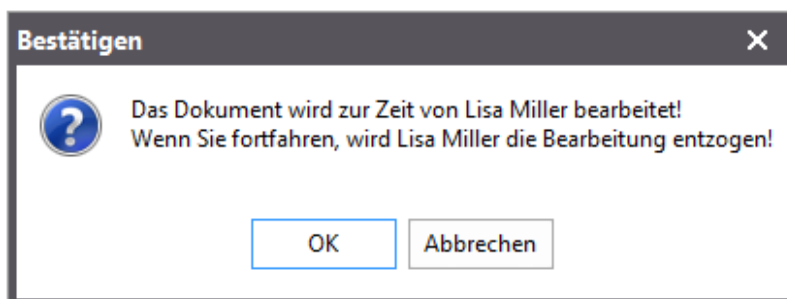 Bestätigen
Das Dokument wird zur Zeit von Lisa Miller bearbeitet!
Wenn Sie fortfahren, wird Lisa Miller die Bearbeitung entzogen!
OK
Abbrechen